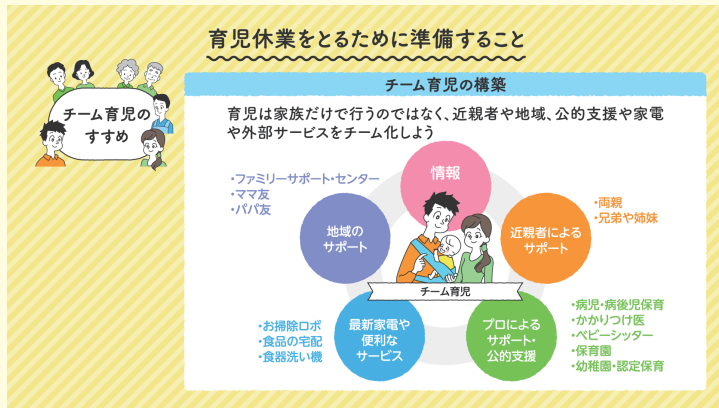 育児休業をとるために準備すること
チーム育児の
すすめ
チーム育児の構築
育児は家族だけで行うのではなく、近親者や地域、公的支援や家電
や外部サービスをチーム化しよう
情報
・ファミリーサポート・センター
・ママ友
・パパ友
地域の
サポート
近親者による
サポート
・両親
・兄弟や姉妹
チーム育児
・お掃除ロボ
・食品の宅配
・食器洗い機
最新家電や
便利な
サービス
プロによる
サポート・
公的支援
・病児・病後児保育
・かかりつけ医
・ベビーシッター
・保育園
・幼稚園・認定保育